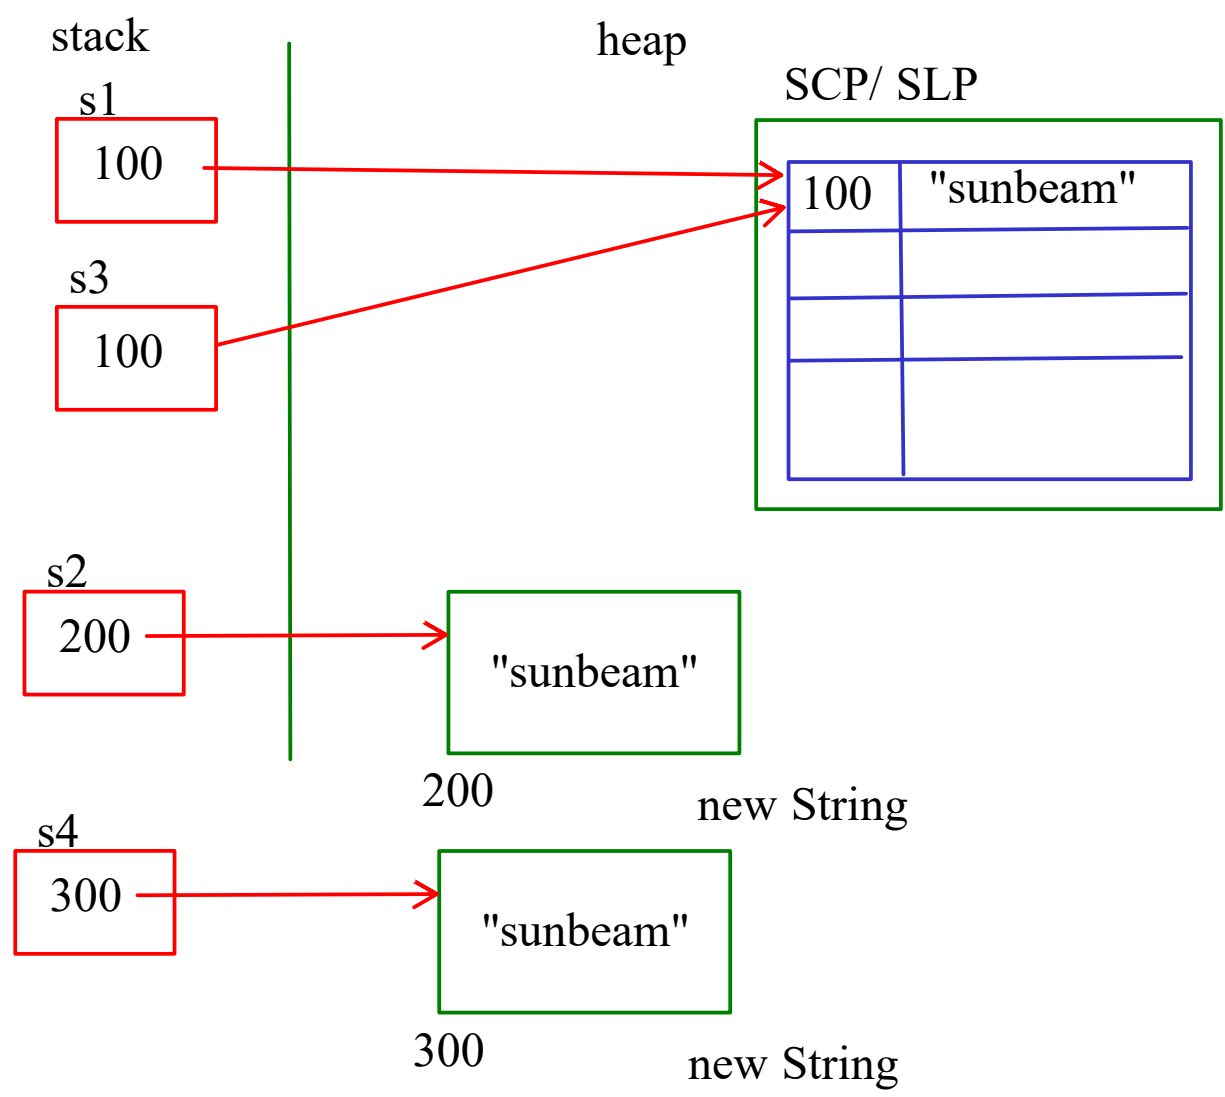 stack
heap
SCP/ SLP
s1
100
100
"sunbeam"
s3
100
s2
200
"sunbeam"
200
new String
s4
300
"sunbeam"
300
new String